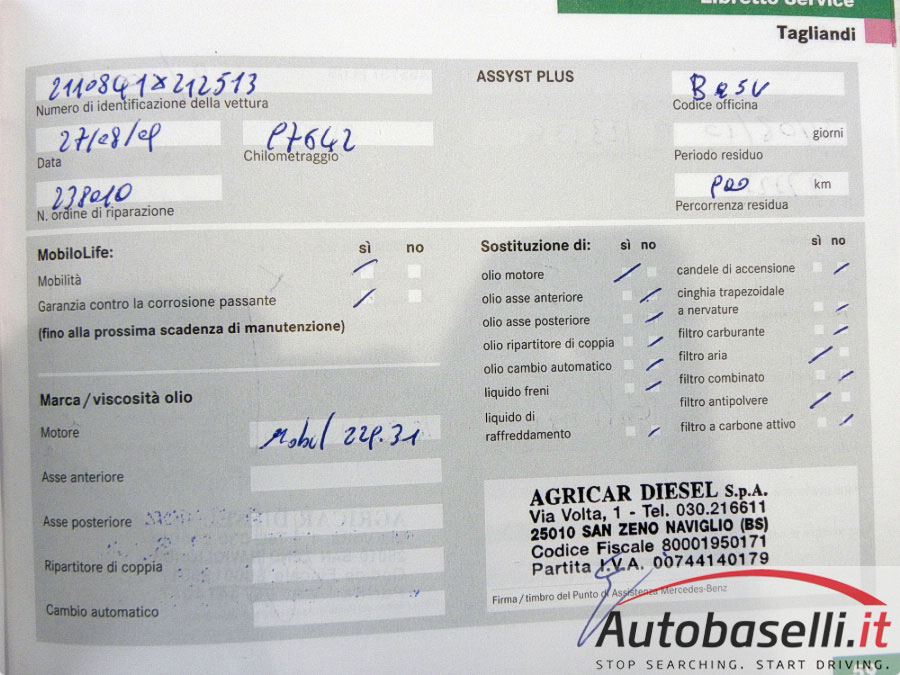 Libretto Service
Tagliandi
ASSYST PLUS
2110841X212513
Numero di identificazione della vettura
27/08/09
Data
97642
Chilometraggio
238010
N. ordine di riparazione
Codice officina
giorni
Periodo residuo
900 km
Percorrenza residua
MobiloLife: sì no
Mobilità
Garanzia contro la corrosione passante
(fino alla prossima scadenza di manutenzione)
Marca/viscosità olio
Motore Mobil 229.31
Asse anteriore
Asse posteriore
Ripartitore di coppia
Cambio automatico
Sostituzione di: sì no
olio motore
olio asse anteriore
olio asse posteriore
olio ripartitore di coppia
olio cambio automatico
liquido freni
liquido di
raffreddamento
sì no
candele di accensione
cinghia trapezoidale
a nervature
filtro carburante
filtro aria
filtro combinato
filtro antipolvere
filtro a carbone attivo
AGRICAR DIESEL S.p.A.
Via Volta, 1 - Tel. 030.216611
25010 SAN ZENO NAVIGLIO (BS)
Codice Fiscale 80001950171
Partita I.V.A. 00744140179
Firma/timbro del Punto di Assistenza Mercedes-Benz
Autobaselli.it
STOP SEARCHING. START DRIVING.